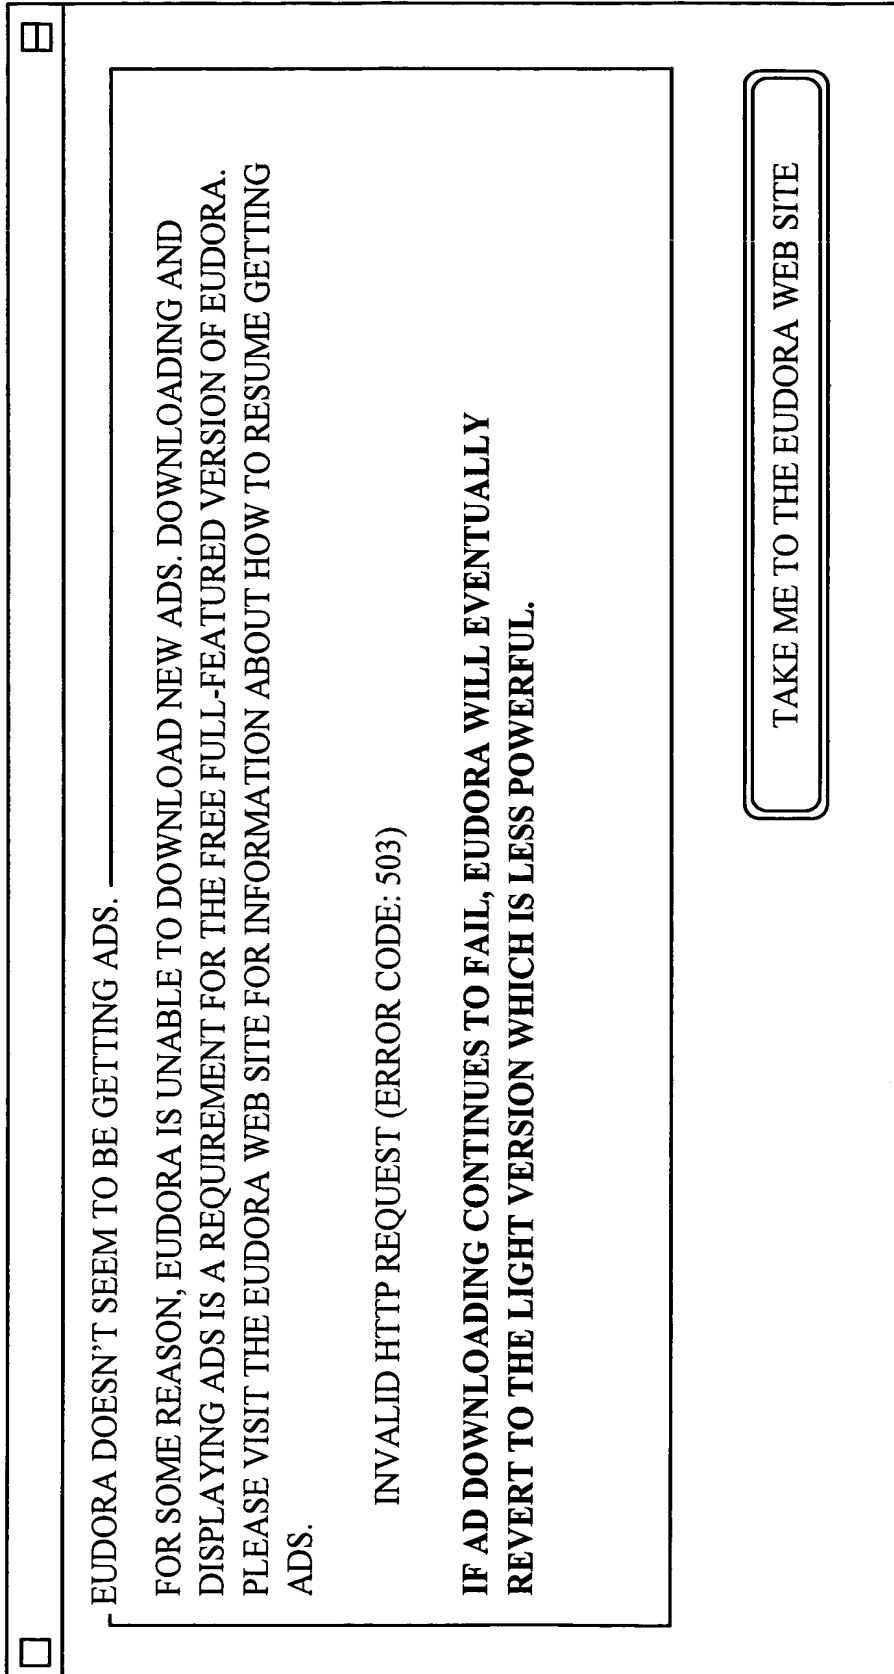 EUDORA DOESN'T SEEM TO BE GETTING ADS.
FOR SOME REASON, EUDORA IS UNABLE TO DOWNLOAD NEW ADS. DOWNLOADING AND
DISPLAYING ADS IS A REQUIREMENT FOR THE FREE FULL-FEATURED VERSION OF EUDORA.
PLEASE VISIT THE EUDORA WEB SITE FOR INFORMATION ABOUT HOW TO RESUME GETTING
ADS.
INVALID HTTP REQUEST (ERROR CODE: 503)
IF AD DOWNLOADING CONTINUES TO FAIL, EUDORA WILL EVENTUALLY
REVERT TO THE LIGHT VERSION WHICH IS LESS POWERFUL.
TAKE ME TO THE EUDORA WEB SITE